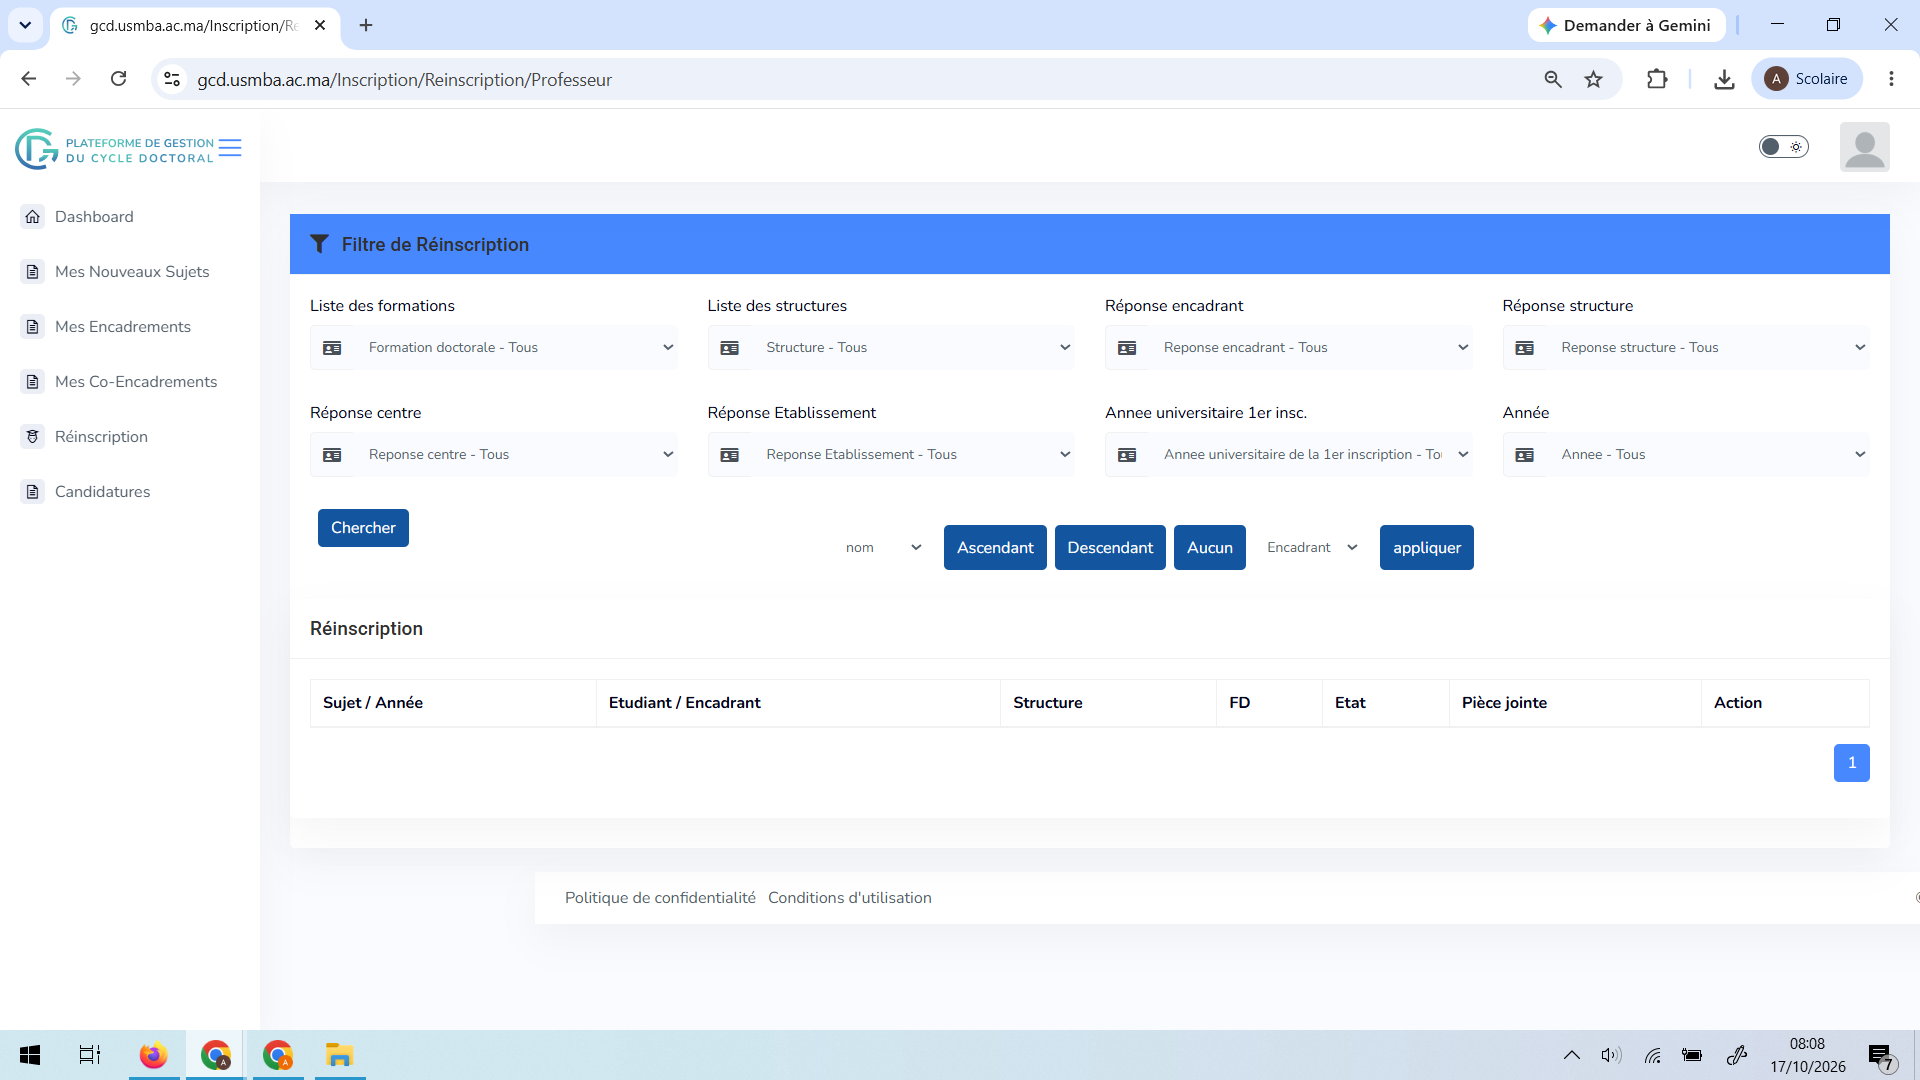 gcd.usmba.ac.ma/Inscription/Re
Demander à Gemini
gcd.usmba.ac.ma/Inscription/Reinscription/Professeur
A Scolaire
PLATEFORME DE GESTION
DU CYCLE DOCTORAL
Dashboard
Mes Nouveaux Sujets
Mes Encadrements
Mes Co-Encadrements
Réinscription
Candidatures
Filtre de Réinscription
Liste des formations
Liste des structures
Réponse encadrant
Réponse structure
Formation doctorale - Tous
Structure - Tous
Reponse encadrant - Tous
Reponse structure - Tous
Réponse centre
Réponse Etablissement
Annee universitaire 1er insc.
Année
Reponse centre - Tous
Reponse Etablissement - Tous
Annee universitaire de la 1er inscription - To
Annee - Tous
Chercher
nom
Ascendant
Descendant
Aucun
Encadrant
appliquer
Réinscription
Sujet / Année
Etudiant / Encadrant
Structure
FD
Etat
Pièce jointe
Action
1
Politique de confidentialité
Conditions d'utilisation
A
A
08:08
17/10/2026
7